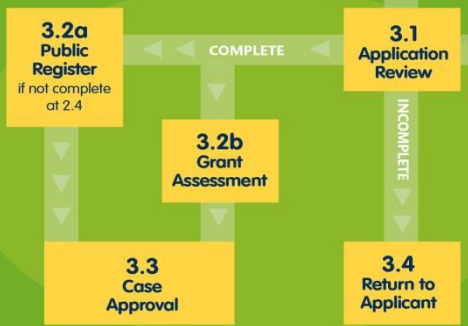 3.2a
Public
Register
if not complete
at 2.4
COMPLETE
3.1
Application
Review
INCOMPLETE
3.2b
Grant
Assessment
3.3
Case
Approval
3.4
Return to
Applicant